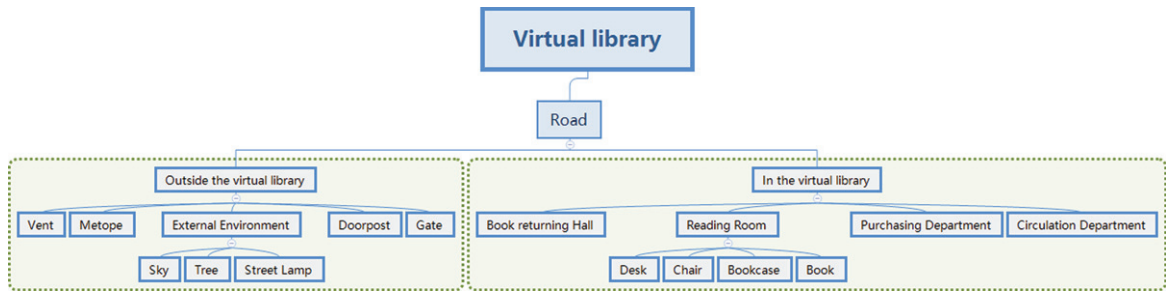 Virtual library
Road
Outside the virtual library
In the virtual library
Vent
Metope
External Environment
Doorpost
Gate
Book returning Hall
Reading Room
Purchasing Department
Circulation Department
Sky
Tree
Street Lamp
Desk
Chair
Bookcase
Book